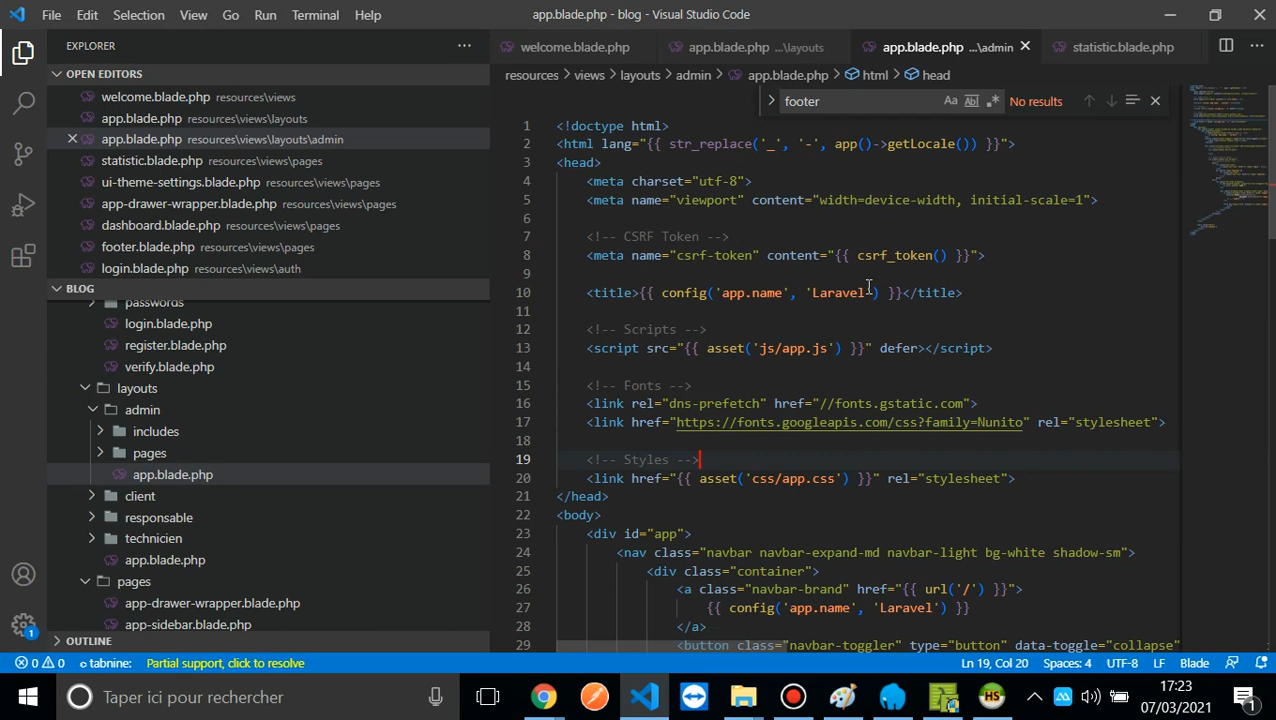 File Edit Selection View Go Run Terminal Help
app.blade.php - blog - Visual Studio Code
EXPLORER
OPEN EDITORS
welcome.blade.php resources\views
app.blade.php resources\views\layouts
app.blade.php resources\views\layouts\admin
statistic.blade.php resources\views\pages
ui-theme-settings.blade.php resources\views\pages
app-drawer-wrapper.blade.php resources\views\pages
dashboard.blade.php resources\views\pages
footer.blade.php resources\views\pages
login.blade.php resources\views\auth
BLOG
passwords
login.blade.php
register.blade.php
verify.blade.php
layouts
admin
includes
pages
app.blade.php
client
responsable
technicien
app.blade.php
pages
app-drawer-wrapper.blade.php
app-sidebar.blade.php
OUTLINE
welcome.blade.php app.blade.php ...\layouts app.blade.php ...\admin statistic.blade.php
resources > views > layouts > admin > app.blade.php > html > head
footer No results
1 <!doctype html>
2 <html lang="{{ str_replace('_', '-', app()->getLocale()) }}">
3 <head>
4 <meta charset="utf-8">
5 <meta name="viewport" content="width=device-width, initial-scale=1">
6
7 <!-- CSRF Token -->
8 <meta name="csrf-token" content="{{ csrf_token() }}">
9
10 <title>{{ config('app.name', 'Laravel') }}</title>
11
12 <!-- Scripts -->
13 <script src="{{ asset('js/app.js') }}" defer></script>
14
15 <!-- Fonts -->
16 <link rel="dns-prefetch" href="//fonts.gstatic.com">
17 <link href="https://fonts.googleapis.com/css?family=Nunito" rel="stylesheet">
18
19 <!-- Styles -->
20 <link href="{{ asset('css/app.css') }}" rel="stylesheet">
21 </head>
22 <body>
23 <div id="app">
24 <nav class="navbar navbar-expand-md navbar-light bg-white shadow-sm">
25 <div class="container">
26 <a class="navbar-brand" href="{{ url('/') }}">
27 {{ config('app.name', 'Laravel') }}
28 </a>
29 <button class="navbar-toggler" type="button" data-toggle="collapse"
0 0 tabnine: Partial support, click to resolve
Ln 19, Col 20 Spaces: 4 UTF-8 LF Blade
1
Taper ici pour rechercher
HS
17:23
07/03/2021
1